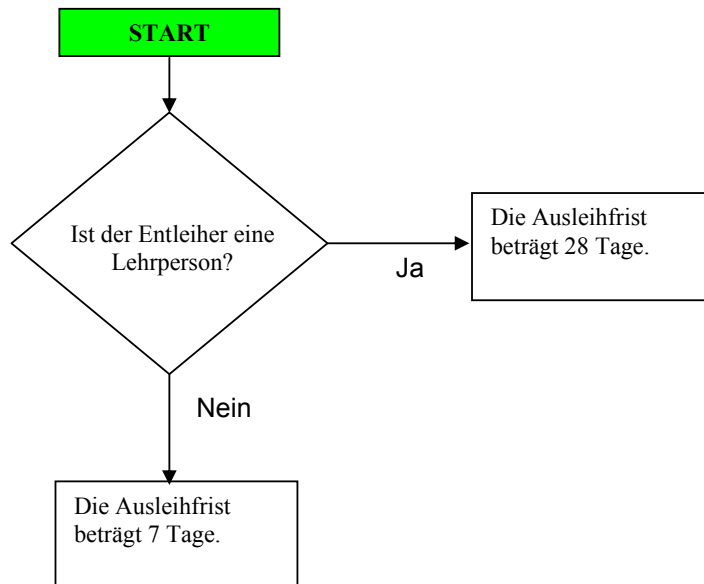 START
Ist der Entleiher eine
Lehrperson?
Ja
Die Ausleihfrist
beträgt 28 Tage.
Nein
Die Ausleihfrist
beträgt 7 Tage.